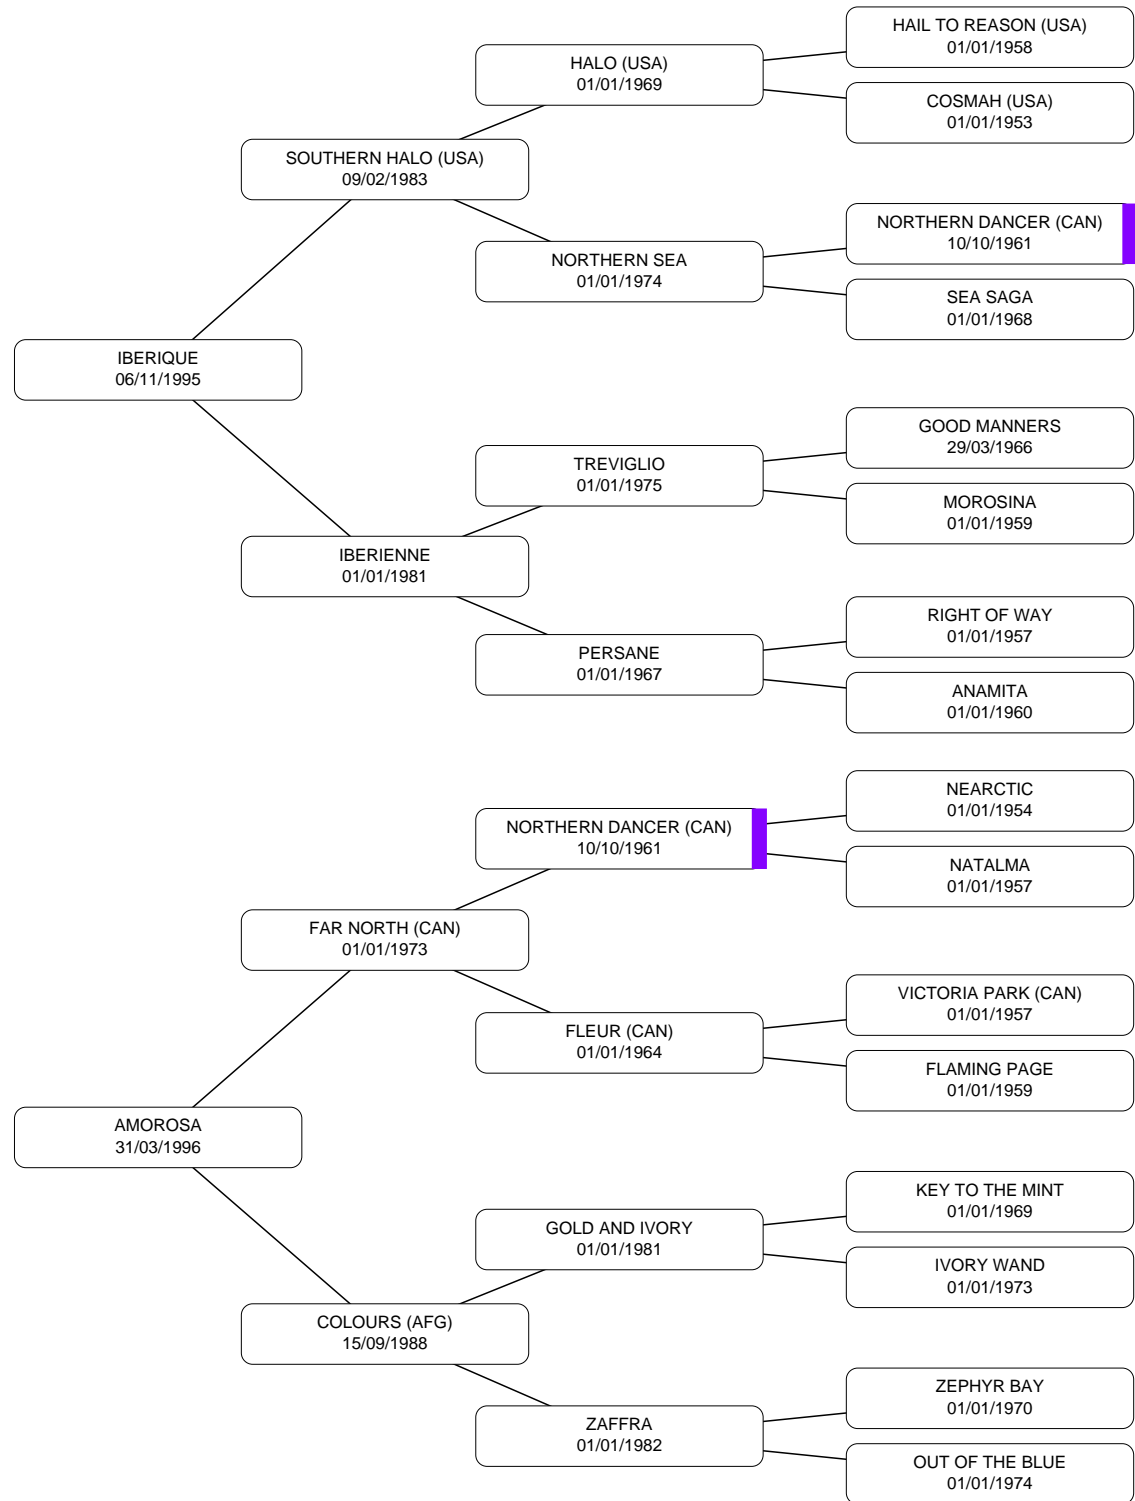 HAIL TO REASON (USA)
01/01/1958
HALO (USA)
01/01/1969
COSMAH (USA)
01/01/1953
SOUTHERN HALO (USA)
09/02/1983
NORTHERN DANCER (CAN)
10/10/1961
NORTHERN SEA
01/01/1974
SEA SAGA
01/01/1968
IBERIQUE
06/11/1995
GOOD MANNERS
29/03/1966
TREVIGLIO
01/01/1975
MOROSINA
01/01/1959
IBERIENNE
01/01/1981
RIGHT OF WAY
01/01/1957
PERSANE
01/01/1967
ANAMITA
01/01/1960
NEARCTIC
01/01/1954
NORTHERN DANCER (CAN)
10/10/1961
NATALMA
01/01/1957
FAR NORTH (CAN)
01/01/1973
VICTORIA PARK (CAN)
01/01/1957
FLEUR (CAN)
01/01/1964
FLAMING PAGE
01/01/1959
AMOROSA
31/03/1996
KEY TO THE MINT
01/01/1969
GOLD AND IVORY
01/01/1981
IVORY WAND
01/01/1973
COLOURS (AFG)
15/09/1988
ZEPHYR BAY
01/01/1970
ZAFFRA
01/01/1982
OUT OF THE BLUE
01/01/1974